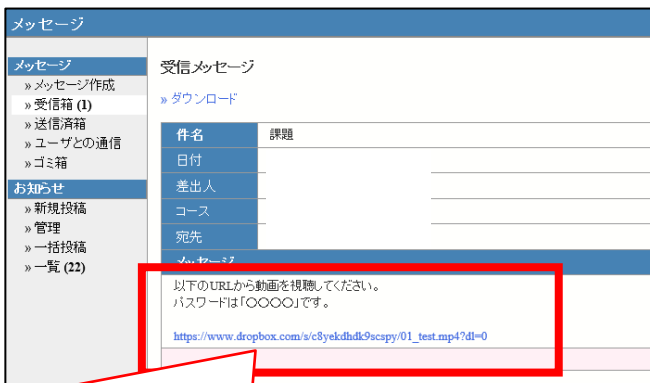 メッセージ
メッセージ
» メッセージ作成
» 受信箱 (1)
» 送信済箱
» ユーザとの通信
» ゴミ箱
お知らせ
» 新規投稿
» 管理
» 一括投稿
» 一覧 (22)
受信メッセージ
» ダウンロード
件名 課題
日付
差出人
コース
宛先
メッセージ
以下のURLから動画を視聴してください。
パスワードは「〇〇〇〇」です。
https://www.dropbox.com/s/c8yekdhdk9scspy/01_test.mp4?dl=0